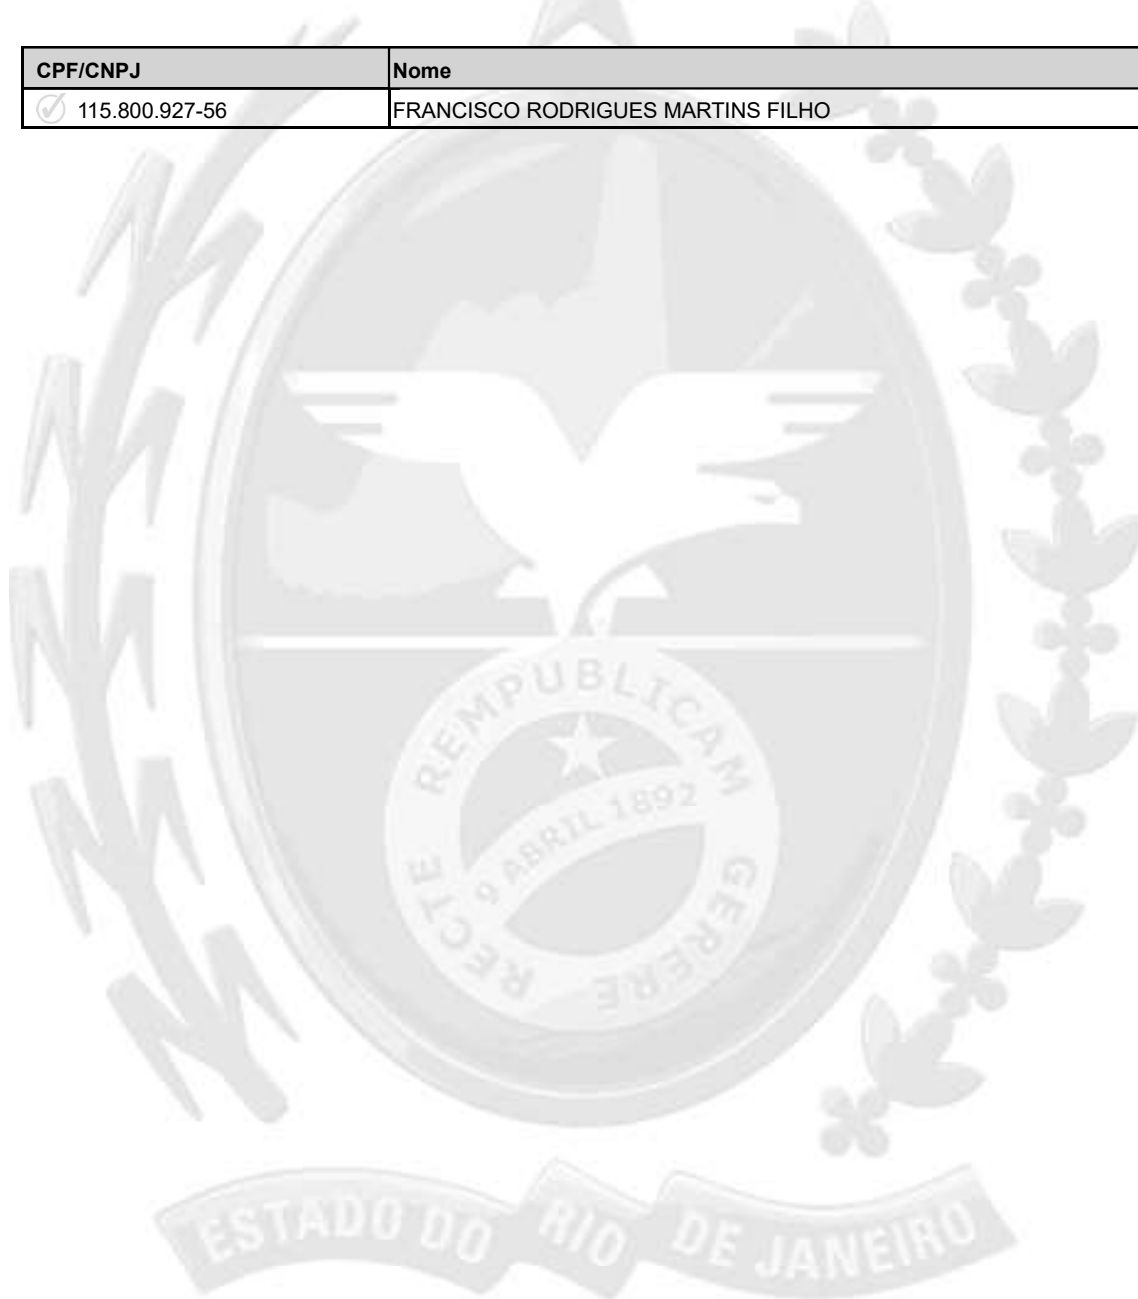 CPF/CNPJ Nome
115.800.927-56 FRANCISCO RODRIGUES MARTINS FILHO
RECTE REMPUBLICAM GERERE
9 ABRIL 1892
ESTADO DO RIO DE JANEIRO